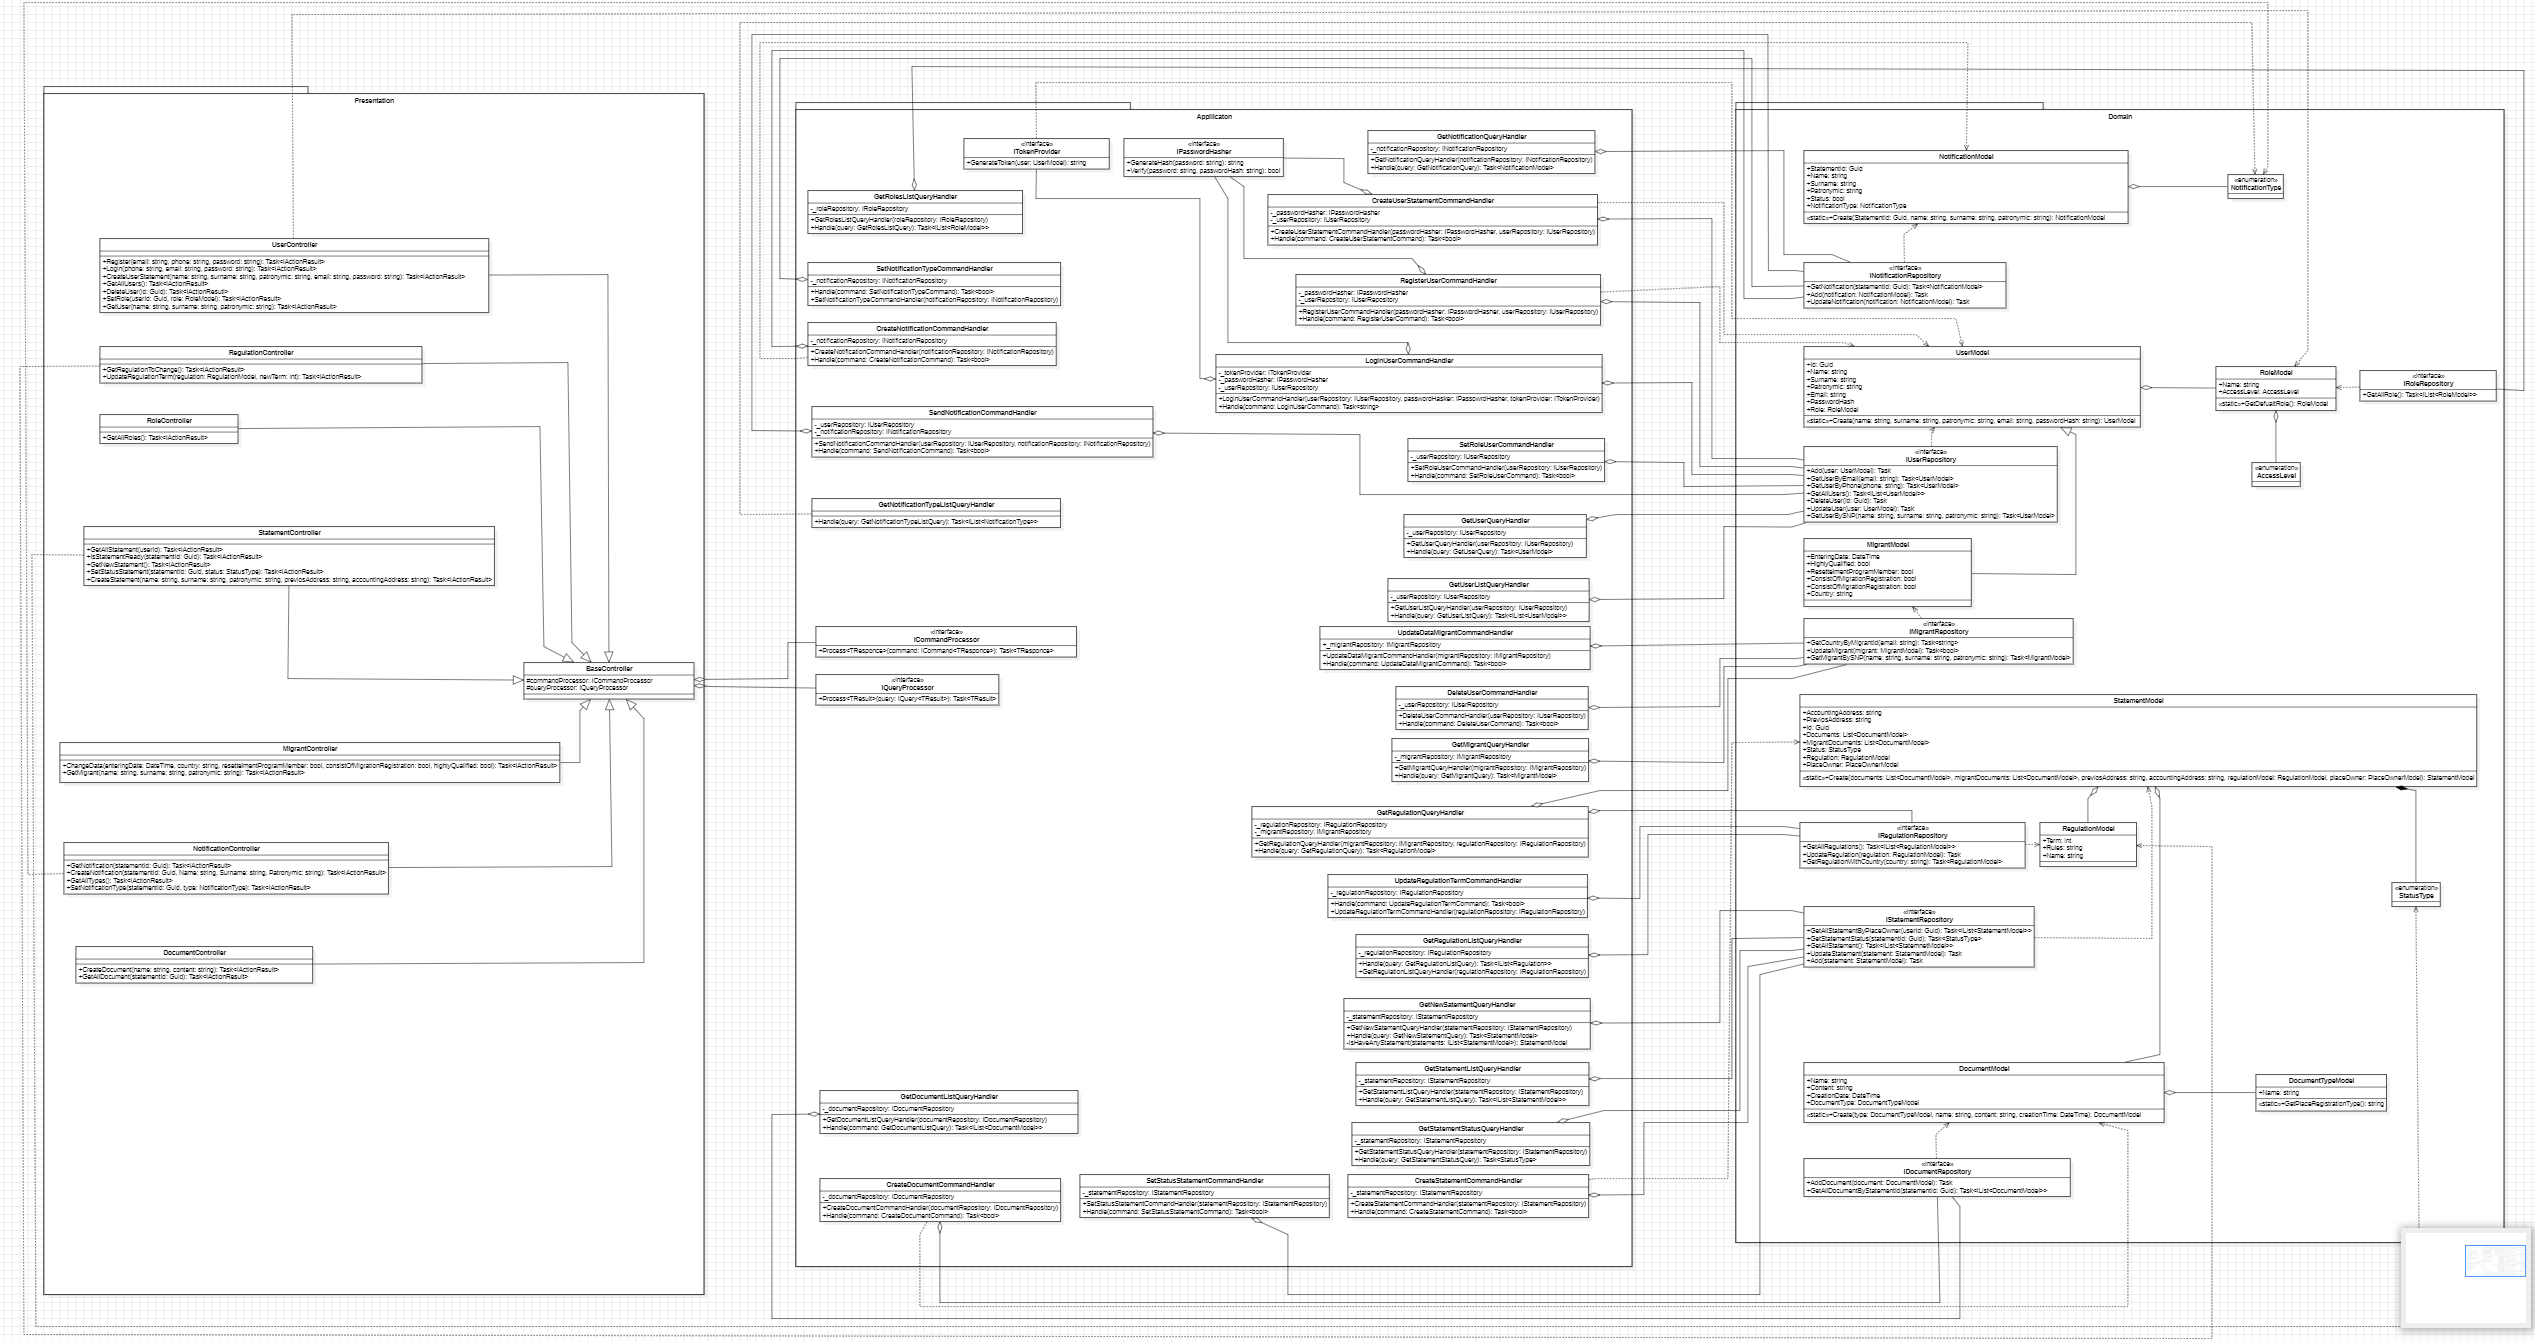 Presentation
UserController
+Register(email: string, phone: string, password: string): Task<IActionResult>
+Login(phone: string, email: string, password: string): Task<IActionResult>
+CreateUserStatement(name: string, surname: string, patronymic: string, email: string, password: string): Task<IActionResult>
+GetAllUsers(): Task<IActionResult>
+DeleteUser(id: Guid): Task<IActionResult>
+SetRole(userId: Guid, role: RoleModel): Task<IActionResult>
+GetUser(name: string, surname: string, patronymic: string): Task<IActionResult>
RegulationController
+GetRegulationToChange(): Task<IActionResult>
+UpdateRegulationTerm(regulation: RegulationModel, newTerm: int): Task<IActionResult>
RoleController
+GetAllRoles(): Task<IActionResult>
StatementController
+GetAllStatement(userId): Task<IActionResult>
+IsStatementReady(statementId: Guid): Task<IActionResult>
+GetNewStatement(): Task<IActionResult>
+SetStatusStatement(statementId: Guid, status: StatusType): Task<IActionResult>
+CreateStatement(name: string, surname: string, patronymic: string, previosAddress: string, accountingAddress: string): Task<IActionResult>
BaseController
#commandProcessor: ICommandProcessor
#queryProcessor: IQueryProcessor
MigrantController
+ChangeData(enteringDate: DateTime, country: string, resettelmentProgramMember: bool, consistOfMigrationRegistration: bool, highlyQualified: bool): Task<IActionResult>
+GetMigrant(name: string, surname: string, patronymic: string): Task<IActionResult>
NotificationController
+GetNotification(statementId: Guid): Task<IActionResult>
+CreateNotification(statementId: Guid, Name: string, Surname: string, Patronymic: string): Task<IActionResult>
+GetAllTypes(): Task<IActionResult>
+SetNotificationType(statementId: Guid, type: NotificationType): Task<IActionResult>
DocumentController
+CreateDocument(name: string, content: string): Task<IActionResult>
+GetAllDocument(statementId: Guid): Task<IActionResult>
Application
«interface»
ITokenProvider
+GenerateToken(user: UserModel): string
«interface»
IPasswordHasher
+GenerateHash(password: string): string
+Verify(password: string, passwordHash: string): bool
GetNotificationQueryHandler
-_notificationRepository: INotificationRepository
+GetNotificationQueryHandler(notificationRepository: INotificationRepository)
+Handle(query: GetNotificationQuery): Task<NotificationModel>
GetRolesListQueryHandler
-_roleRepository: IRoleRepository
+GetRolesListQueryHandler(roleRepository: IRoleRepository)
+Handle(query: GetRolesListQuery): Task<IList<RoleModel>>
CreateUserStatementCommandHandler
-_passwordHasher: IPasswordHasher
-_userRepository: IUserRepository
+CreateUserStatementCommandHandler(passwordHasher: IPasswordHasher, userRepository: IUserRepository)
+Handle(command: CreateUserStatementCommand): Task<bool>
SetNotificationTypeCommandHandler
-_notificationRepository: INotificationRepository
+Handle(command: SetNotificationTypeCommand): Task<bool>
+SetNotificationTypeCommandHandler(notificationRepository: INotificationRepository)
RegisterUserCommandHandler
-_passwordHasher: IPasswordHasher
-_userRepository: IUserRepository
+RegisterUserCommandHandler(passwordHasher: IPasswordHasher, userRepository: IUserRepository)
+Handle(command: RegisterUserCommand): Task<bool>
CreateNotificationCommandHandler
-_notificationRepository: INotificationRepository
+CreateNotificationCommandHandler(notificationRepository: INotificationRepository)
+Handle(command: CreateNotificationCommand): Task<bool>
LoginUserCommandHandler
-_tokenProvider: ITokenProvider
-_passwordHasher: IPasswordHasher
-_userRepository: IUserRepository
+LoginUserCommandHandler(userRepository: IUserRepository, passwordHasker: IPasswordHasher, tokenProvider: ITokenProvider)
+Handle(command: LoginUserCommand): Task<string>
SendNotificationCommandHandler
-_userRepository: IUserRepository
-_notificationRepository: INotificationRepository
+SendNotificationCommandHandler(userRepository: IUserRepository, notificationRepository: INotificationRepository)
+Handle(command: SendNotificationCommand): Task<bool>
SetRoleUserCommandHandler
-_userRepository: IUserRepository
+SetRoleUserCommandHandler(userRepository: IUserRepository)
+Handle(command: SetRoleUserCommand): Task<bool>
GetNotificationTypeListQueryHandler
+Handle(query: GetNotificationTypeListQuery): Task<IList<NotificationType>>
GetUserQueryHandler
-_userRepository: IUserRepository
+GetUserQueryHandler(userRepository: IUserRepository)
+Handle(query: GetUserQuery): Task<UserModel>
GetUserListQueryHandler
-_userRepository: IUserRepository
+GetUserListQueryHandler(userRepository: IUserRepository)
+Handle(query: GetUserListQuery): Task<IList<UserModel>>
«interface»
ICommandProcessor
+Process<TResponce>(command: ICommand<TResponce>): Task<TResponce>
«interface»
IQueryProcessor
+Process<TResult>(query: IQuery<TResult>): Task<TResult>
UpdateDataMigrantCommandHandler
+_migrantRepository: IMigrantRepository
+UpdateDataMigrantCommandHandler(migrantRepository: IMigrantRepository)
+Handle(command: UpdateDataMigrantCommand): Task<bool>
DeleteUserCommandHandler
-_userRepository: IUserRepository
+DeleteUserCommandHandler(userRepository: IUserRepository)
+Handle(command: DeleteUserCommand): Task<bool>
GetMigrantQueryHandler
-_migrantRepository: IMigrantRepository
+GetMigrantQueryHandler(migrantRepository: IMigrantRepository)
+Handle(query: GetMigrantQuery): Task<MigrantModel>
GetRegulationQueryHandler
-_regulationRepository: IRegulationRepository
-_migrantRepository: IMigrantRepository
+GetRegulationQueryHandler(migrantRepository: IMigrantRepository, regulationRepository: IRegulationRepository)
+Handle(query: GetRegulationQuery): Task<RegulationModel>
UpdateRegulationTermCommandHandler
-_regulationRepository: IRegulationRepository
+Handle(command: UpdateRegulationTermCommand): Task<bool>
+UpdateRegulationTermCommandHandler(regulationRepository: IRegulationRepository)
GetRegulationListQueryHandler
-_regulationRepository: IRegulationRepository
+Handle(query: GetRegulationListQuery): Task<IList<Regulation>>
+GetRegulationListQueryHandler(regulationRepository: IRegulationRepository)
GetNewSatementQueryHandler
-_statementRepository: IStatementRepository
+GetNewSatementQueryHandler(statementRepository: IStatementRepository)
+Handle(query: GetNewStatementQuery): Task<StatementModel>
-IsHaveAnyStatement(statements: IList<StatementModel>): StatementModel
GetStatementListQueryHandler
-_statementRepository: IStatementRepository
+GetStatementListQueryHandler(statementRepository: IStatementRepository)
+Handle(query: GetStatementListQuery): Task<IList<StatementModel>>
GetDocumentListQueryHandler
-_documentRepository: IDocumentRepository
+GetDocumentListQueryHandler(documentRepository: IDocumentRepository)
+Handle(command: GetDocumentListQuery): Task<IList<DocumentModel>>
GetStatementStatusQueryHandler
-_statementRepository: IStatementRepository
+GetStatementStatusQueryHandler(statementRepository: IStatementRepository)
+Handle(query: GetStatementStatusQuery): Task<StatusType>
CreateDocumentCommandHandler
-_documentRepository: IDocumentRepository
+CreateDocumentCommandHandler(documentRepository: IDocumentRepository)
+Handle(command: CreateDocumentCommand): Task<bool>
SetStatusStatementCommandHandler
-_statementRepository: IStatementRepository
+SetStatusStatementCommandHandler(statementRepository: IStatementRepository)
+Handle(command: SetStatusStatementCommand): Task<bool>
CreateStatementCommandHandler
-_statementRepository: IStatementRepository
+CreateStatementCommandHandler(statementRepository: IStatementRepository)
+Handle(command: CreateStatementCommand): Task<bool>
Domain
NotificationModel
+StatementId: Guid
+Name: string
+Surname: string
+Patronymic: string
+Status: bool
+NotificationType: NotificationType
«static»+Create(StatementId: Guid, name: string, surname: string, patronymic: string): NotificationModel
«enumeration»
NotificationType
«interface»
INotificationRepository
+GetNotification(statementId: Guid): Task<NotificationModel>
+Add(notification: NotificationModel): Task
+UpdateNotification(notification: NotificationModel): Task
UserModel
+Id: Guid
+Name: string
+Surname: string
+Patronymic: string
+Email: string
+PasswordHash
+Role: RoleModel
«static»+Create(name: string, surname: string, patronymic: string, email: string, passwordHash: string): UserModel
RoleModel
+Name: string
+AccessLevel: AccessLevel
«static»+GetDefualtRole(): RoleModel
«interface»
IRoleRepository
+GetAllRole(): Task<IList<RoleModel>>
«enumeration»
AccessLevel
«interface»
IUserRepository
+Add(user: UserModel): Task
+GetUserByEmail(email: string): Task<UserModel>
+GetUserByPhone(phone: string): Task<UserModel>
+GetAllUsers(): Task<IList<UserModel>>
+DeleteUser(id: Guid): Task
+UpdateUser(user: UserModel): Task
+GetUserBySNP(name: string, surname: string, patronymic: string): Task<UserModel>
MigrantModel
+EnteringDate: DateTime
+HighlyQualified: bool
+ResettelmentProgramMember: bool
+ConsistOfMigrationRegistration: bool
+ConsistOfMigrationRegistration: bool
+Country: string
«interface»
IMigrantRepository
+GetCountryByMigrantId(email: string): Task<string>
+UpdateMigrant(migrant: MigrantModel): Task<bool>
+GetMigrantBySNP(name: string, surname: string, patronymic: string): Task<MigrantModel>
StatementModel
+AccountingAddress: string
+PreviosAddress: string
+Id: Guid
+Documents: List<DocumentModel>
+MigrantDocuments: List<DocumentModel>
+Status: StatusType
+Regulation: RegulationModel
+PlaceOwner: PlaceOwnerModel
«static»+Create(documents: List<DocumentModel>, migrantDocuments: List<DocumentModel>, previosAddress: string, accountingAddress: string, regulationModel: RegulationModel, placeOwner: PlaceOwnerModel): StatementModel
«interface»
IRegulationRepository
+GetAllRegulations(): Task<IList<RegulationModel>>
+UpdateRegulation(regulation: RegulationModel): Task
+GetRegulationWithCountry(country: string): Task<RegulationModel>
RegulationModel
+Term: int
+Rules: string
+Name: string
«enumeration»
StatusType
«interface»
IStatementRepository
+GetAllStatementByPlaceOwner(userId: Guid): Task<IList<StatementModel>>
+GetStatementStatus(statementId: Guid): Task<StatusType>
+GetAllStatement(): Task<IList<StatemnetModel>>
+UpdateStatement(statement: StatementModel): Task
+Add(statement: StatementModel): Task
DocumentModel
+Name: string
+Content: string
+CreationDate: DateTime
+DocumentType: DocumentTypeModel
«static»+Create(type: DocumentTypeModel, name: string, content: string, creationTime: DateTime): DocumentModel
DocumentTypeModel
+Name: string
«static»+GetPlaceRegistrationType(): string
«interface»
IDocumentRepository
+AddDocument(document: DocumentModel): Task
+GetAllDocumentByStatementId(statementId: Guid): Task<IList<DocumentModel>>